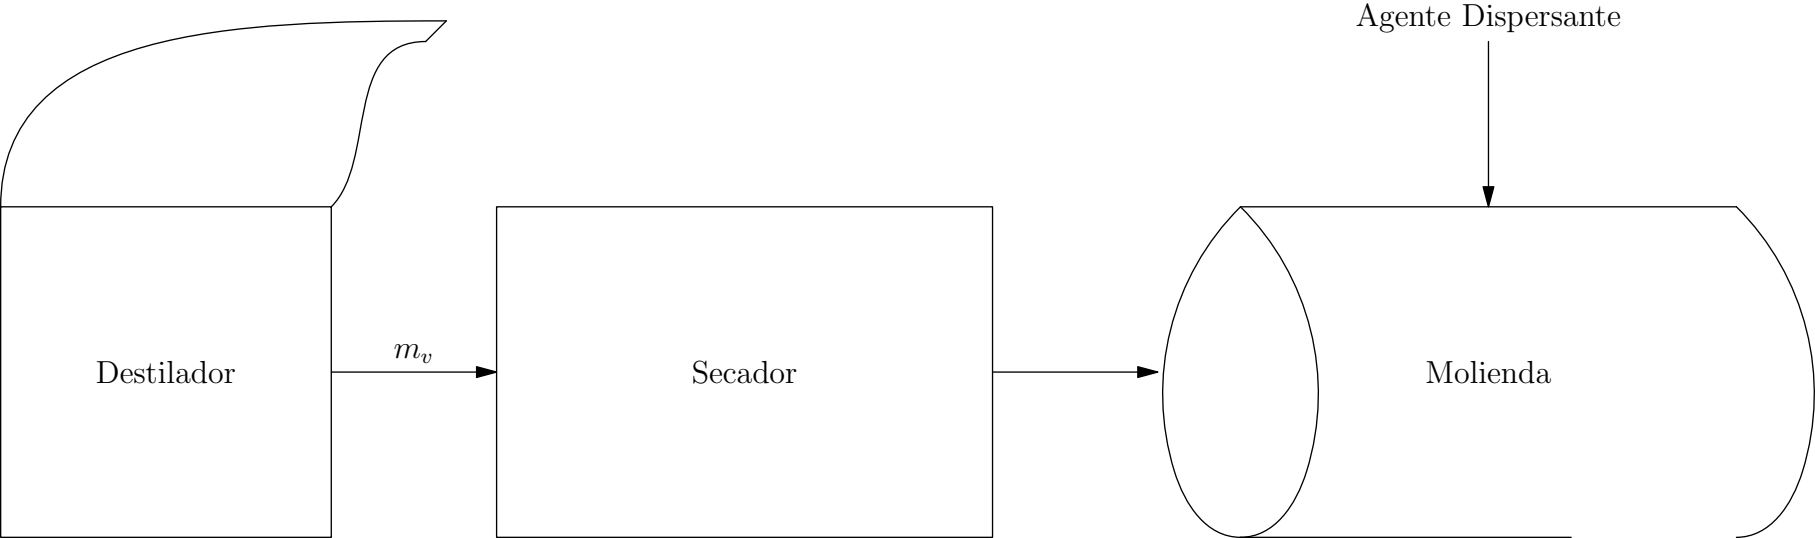 Agente Dispersante
m_v
Destilador
Secador
Molienda